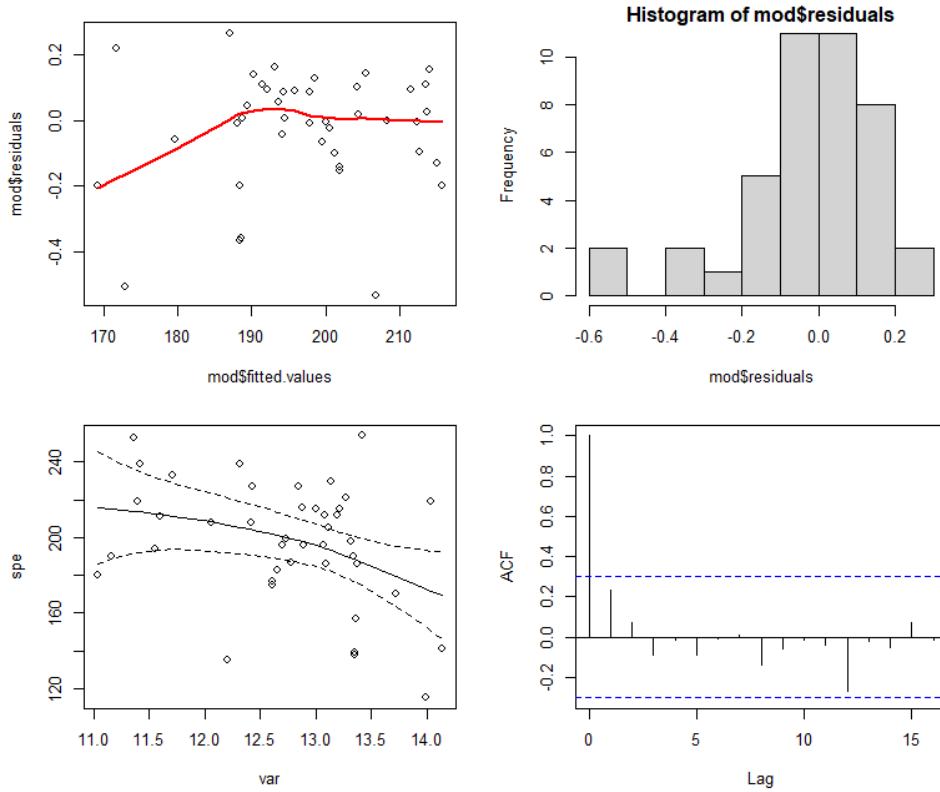 mod$residuals
0.2
0.0
-0.2
-0.4
170 180 190 200 210
mod$fitted.values
Histogram of mod$residuals
Frequency
10
8
6
4
2
0
-0.6 -0.4 -0.2 0.0 0.2
mod$residuals
spe
240
200
160
120
11.0 11.5 12.0 12.5 13.0 13.5 14.0
var
ACF
1.0
0.8
0.6
0.4
0.2
0.0
-0.2
0 5 10 15
Lag